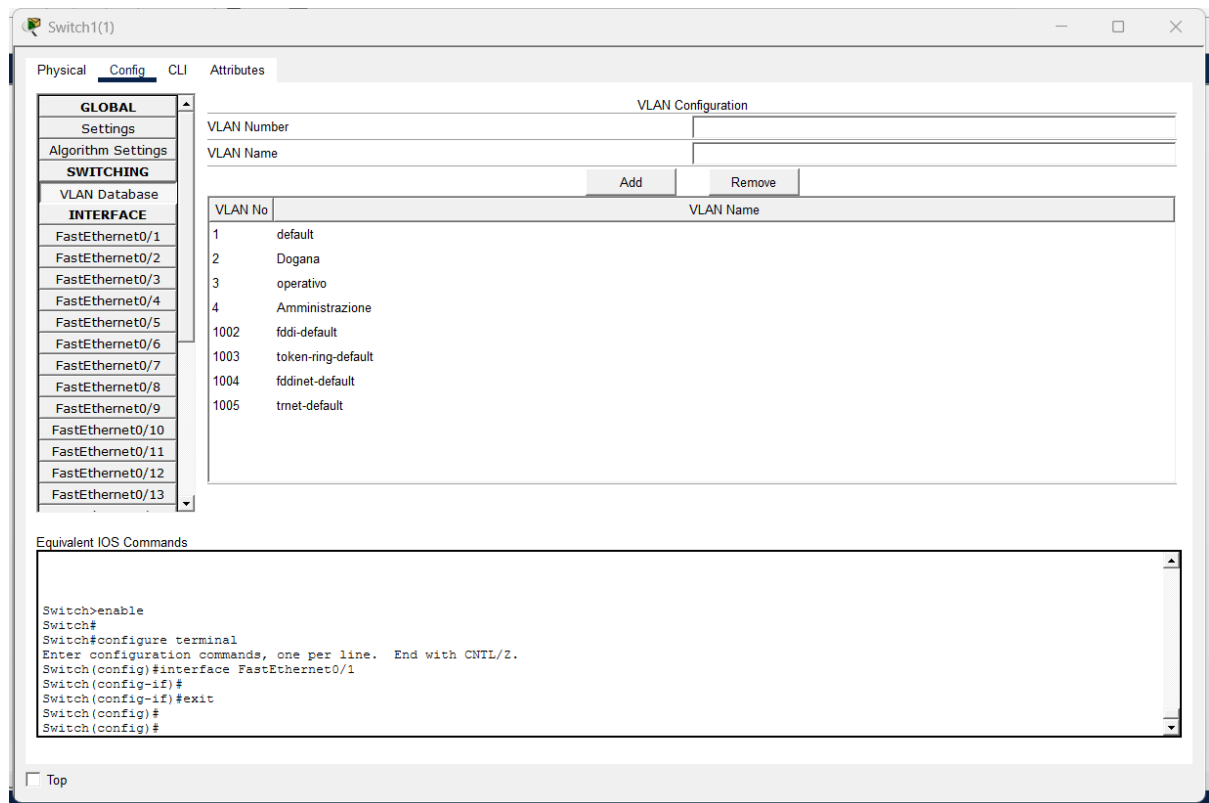 Switch1(1)
Physical Config CLI Attributes
GLOBAL
Settings
Algorithm Settings
SWITCHING
VLAN Database
INTERFACE
FastEthernet0/1
FastEthernet0/2
FastEthernet0/3
FastEthernet0/4
FastEthernet0/5
FastEthernet0/6
FastEthernet0/7
FastEthernet0/8
FastEthernet0/9
FastEthernet0/10
FastEthernet0/11
FastEthernet0/12
FastEthernet0/13
VLAN Configuration
VLAN Number
VLAN Name
Add Remove
VLAN No VLAN Name
1 default
2 Dogana
3 operativo
4 Amministrazione
1002 fddi-default
1003 token-ring-default
1004 fddinet-default
1005 trnet-default
Equivalent IOS Commands
Switch>enable
Switch#
Switch#configure terminal
Enter configuration commands, one per line. End with CNTL/Z.
Switch(config)#interface FastEthernet0/1
Switch(config-if)#
Switch(config-if)#exit
Switch(config)#
Switch(config)#
Top